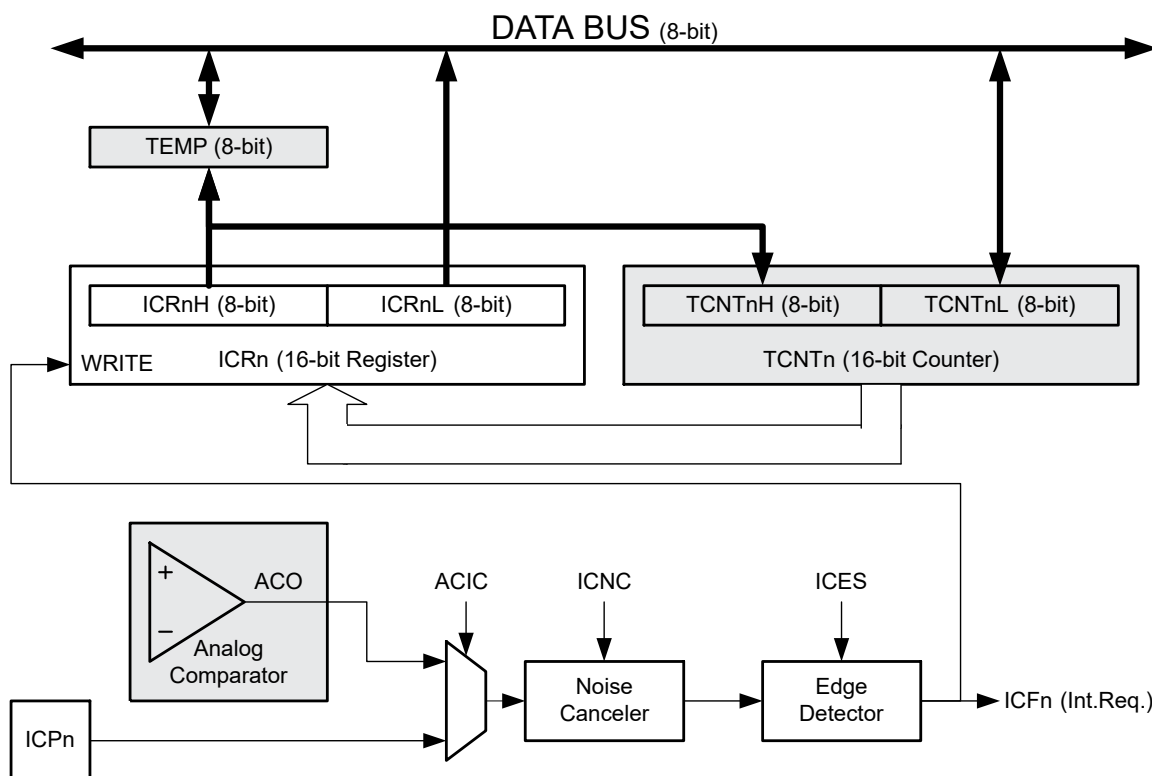 DATA BUS (8-bit)
TEMP (8-bit)
ICRnH (8-bit)
ICRnL (8-bit)
TCNTnH (8-bit)
TCNTnL (8-bit)
WRITE
ICRn (16-bit Register)
TCNTn (16-bit Counter)
+
−
ACO
Analog
Comparator
ACIC
ICNC
ICES
Noise
Canceler
Edge
Detector
ICFn (Int.Req.)
ICPn